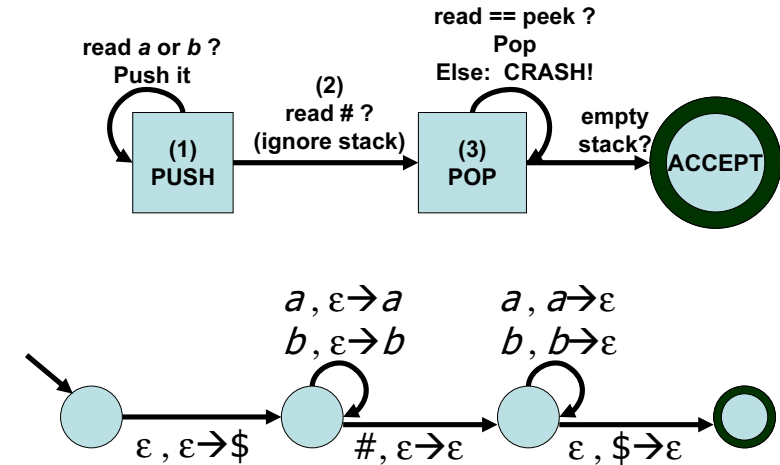 read a or b ?
Push it
(1)
PUSH
(2)
read # ?
(ignore stack)
read == peek ?
Pop
Else: CRASH!
(3)
POP
empty
stack?
ACCEPT
ε , ε→$
a , ε→a
b , ε→b
#, ε→ε
a , a→ε
b , b→ε
ε , $→ε